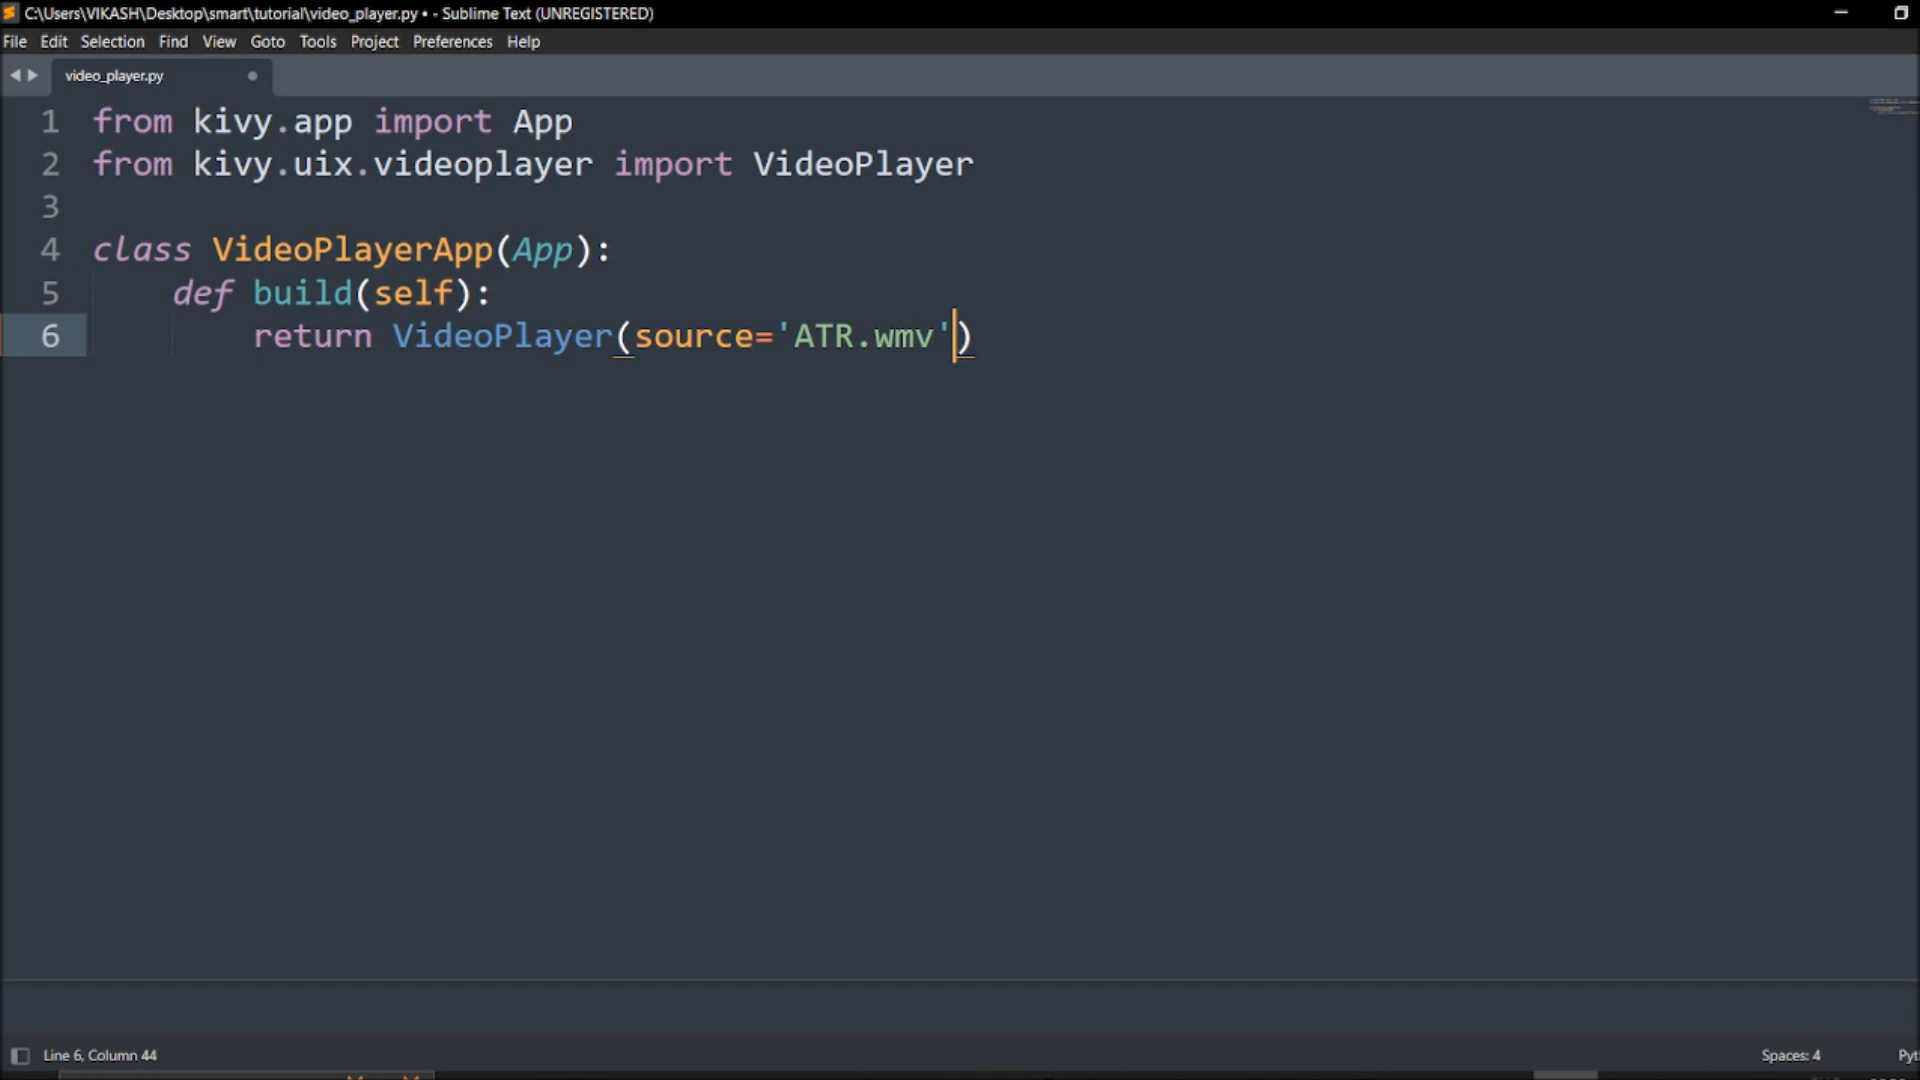 C:\Users\VIKASH\Desktop\smart\tutorial\video_player.py • - Sublime Text (UNREGISTERED)
File Edit Selection Find View Goto Tools Project Preferences Help
video_player.py
1 from kivy.app import App
2 from kivy.uix.videoplayer import VideoPlayer
3
4 class VideoPlayerApp(App):
5 def build(self):
6 return VideoPlayer(source='ATR.wmv')
Line 6, Column 44
Spaces: 4